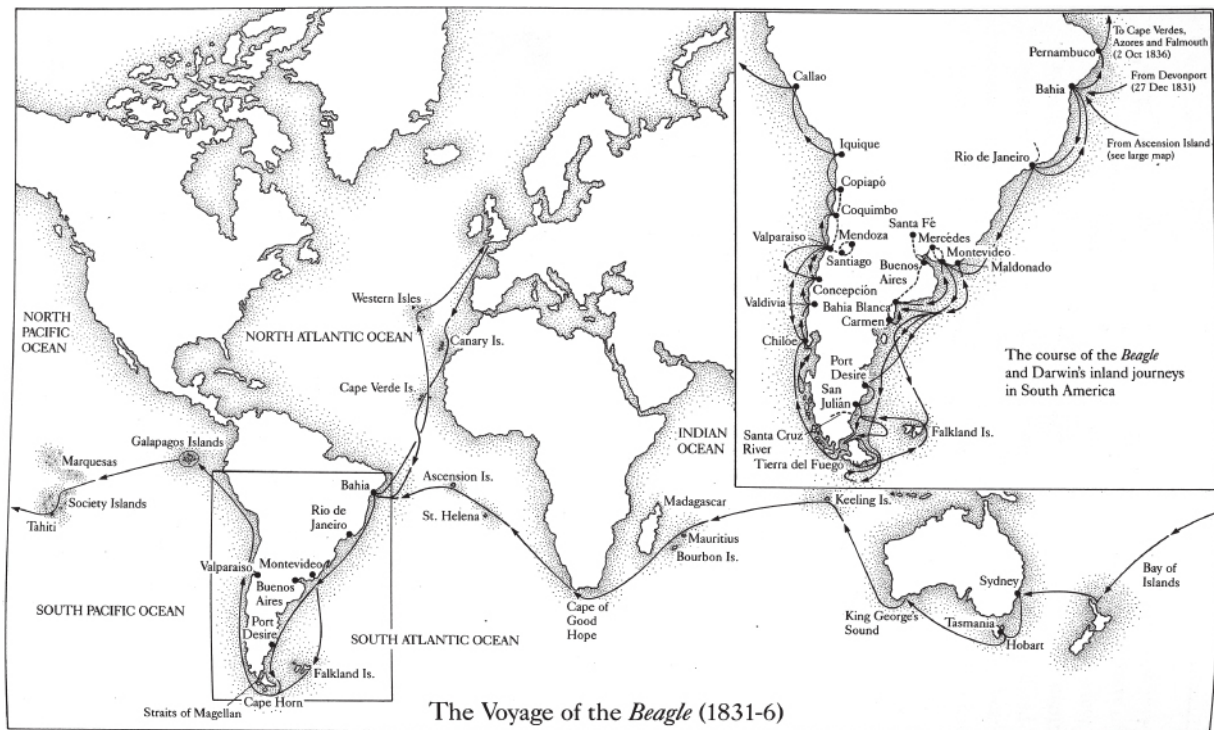 NORTH
PACIFIC
OCEAN
NORTH ATLANTIC OCEAN
Western Isles
Canary Is.
Cape Verde Is.
Galapagos Islands
Marquesas
Society Islands
Tahiti
SOUTH PACIFIC OCEAN
Bahia
Rio de
Janeiro
Valparaiso
Montevideo
Buenos
Aires
Port
Desire
Falkland Is.
Cape Horn
Straits of Magellan
SOUTH ATLANTIC OCEAN
Ascension Is.
St. Helena
Cape of
Good
Hope
INDIAN
OCEAN
Madagascar
Mauritius
Bourbon Is.
Keeling Is.
King George's
Sound
Sydney
Tasmania
Hobart
Bay of
Islands
To Cape Verdes,
Azores and Falmouth
(2 Oct 1836)
Pernambuco
From Devonport
(27 Dec 1831)
Bahia
From Ascension Island
(see large map)
Rio de Janeiro
Callao
Iquique
Copiapò
Coquimbo
Santa Fé
Mendoza
Mercédes
Valparaiso
Montevideo
Santiago
Buenos
Aires
Maldonado
Concepción
Valdivia
Bahia Blanca
Carmen
Chilöe
Port
Desire
San
Julián
Santa Cruz
River
Falkland Is.
Tierra del Fuego
The course of the Beagle
and Darwin's inland journeys
in South America
The Voyage of the Beagle (1831-6)